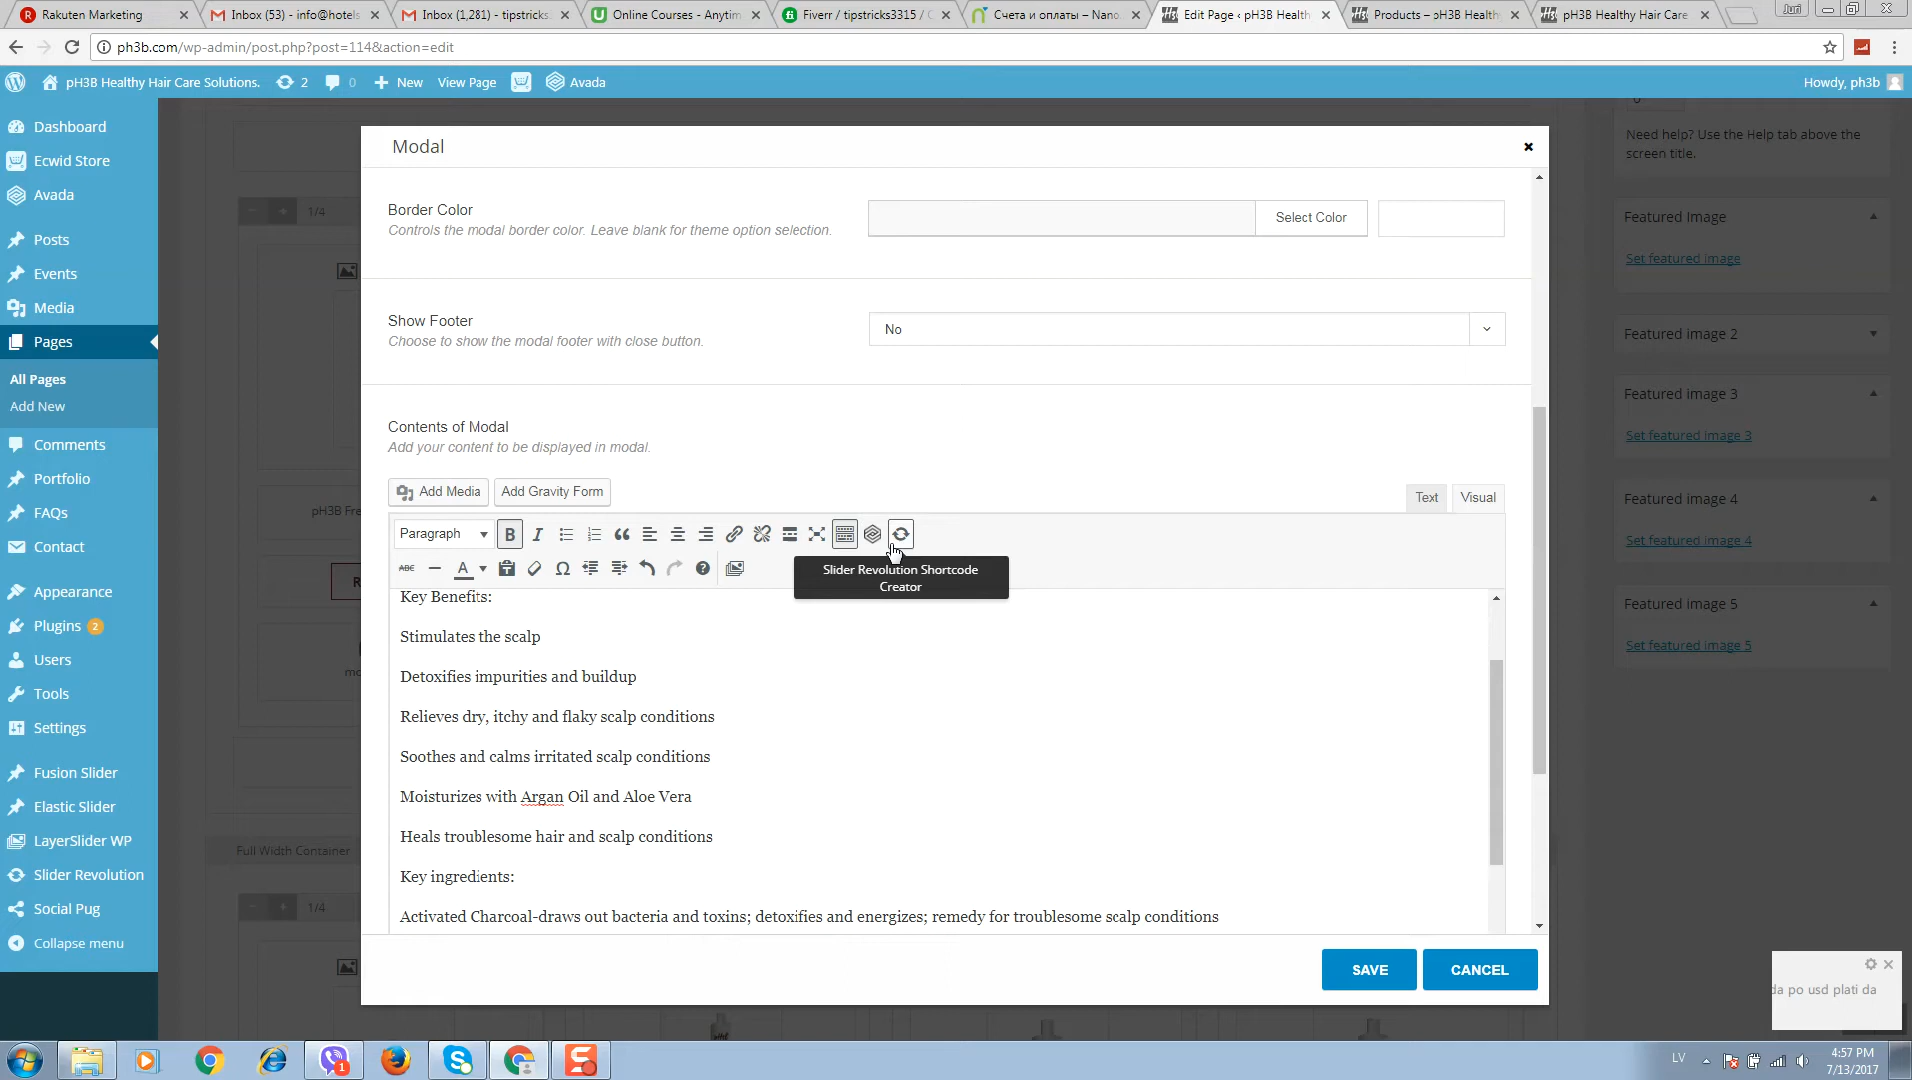 Rakuten Marketing
Inbox (53) - info@hotels
Inbox (1,281) - tipstricks
Online Courses - Anytim
Fiverr / tipstricks3315 / C
Счета и оплаты – Nano
Edit Page ‹ pH3B Health
Products – pH3B Health
pH3B Healthy Hair Care
Juri
ph3b.com/wp-admin/post.php?post=114&action=edit
pH3B Healthy Hair Care Solutions.
2
0
New
View Page
Avada
Howdy, ph3b
Dashboard
Ecwid Store
Avada
Posts
Events
Media
Pages
All Pages
Add New
Comments
Portfolio
FAQs
Contact
Appearance
Plugins 2
Users
Tools
Settings
Fusion Slider
Elastic Slider
LayerSlider WP
Slider Revolution
Social Pug
Collapse menu
1/4
pH3B Fre
R
mo
Full Width Container
1/4
Modal
Border Color
Controls the modal border color. Leave blank for theme option selection.
Select Color
Show Footer
Choose to show the modal footer with close button.
No
Contents of Modal
Add your content to be displayed in modal.
Add Media
Add Gravity Form
Text
Visual
Paragraph
B
I
ABC
A
Slider Revolution Shortcode
Creator
Key Benefits:
Stimulates the scalp
Detoxifies impurities and buildup
Relieves dry, itchy and flaky scalp conditions
Soothes and calms irritated scalp conditions
Moisturizes with Argan Oil and Aloe Vera
Heals troublesome hair and scalp conditions
Key ingredients:
Activated Charcoal-draws out bacteria and toxins; detoxifies and energizes; remedy for troublesome scalp conditions
SAVE
CANCEL
Need help? Use the Help tab above the
screen title.
Featured Image
Set featured image
Featured image 2
Featured image 3
Set featured image 3
Featured image 4
Set featured image 4
Featured image 5
Set featured image 5
da po usd plati da
1
LV
4:57 PM
7/13/2017